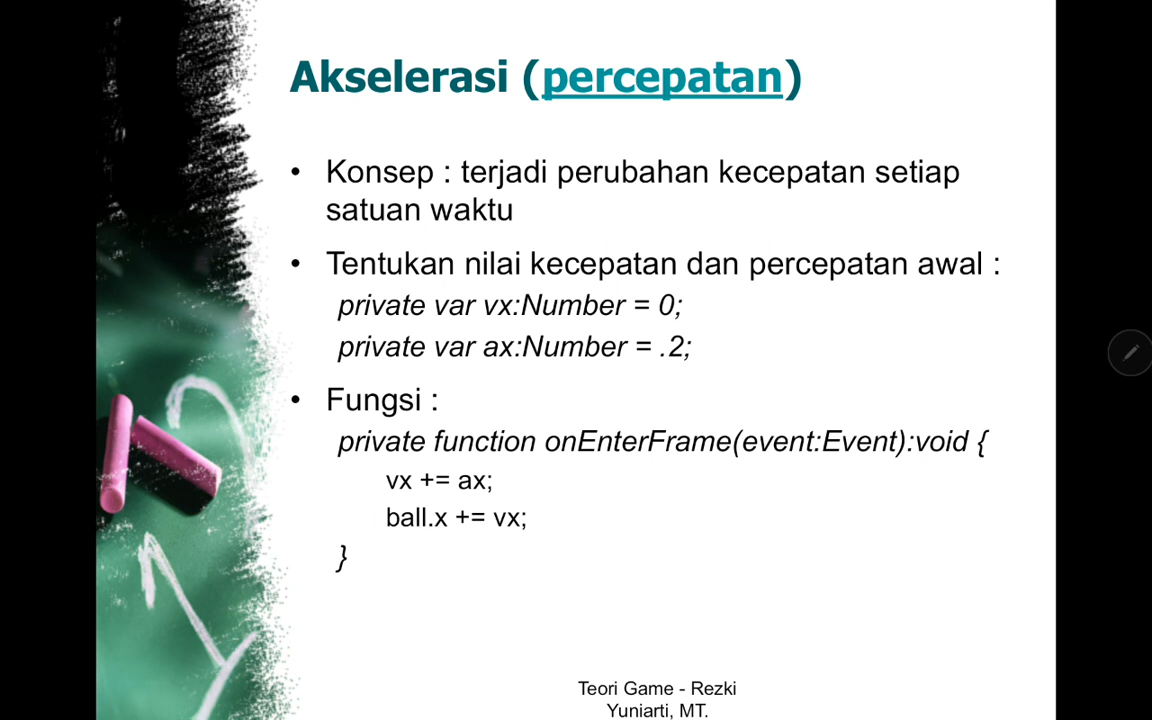 Akselerasi (percepatan)
• Konsep : terjadi perubahan kecepatan setiap
satuan waktu
• Tentukan nilai kecepatan dan percepatan awal :
private var vx:Number = 0;
private var ax:Number = .2;
• Fungsi :
private function onEnterFrame(event:Event):void {
vx += ax;
ball.x += vx;
}
Teori Game - Rezki
Yuniarti, MT.